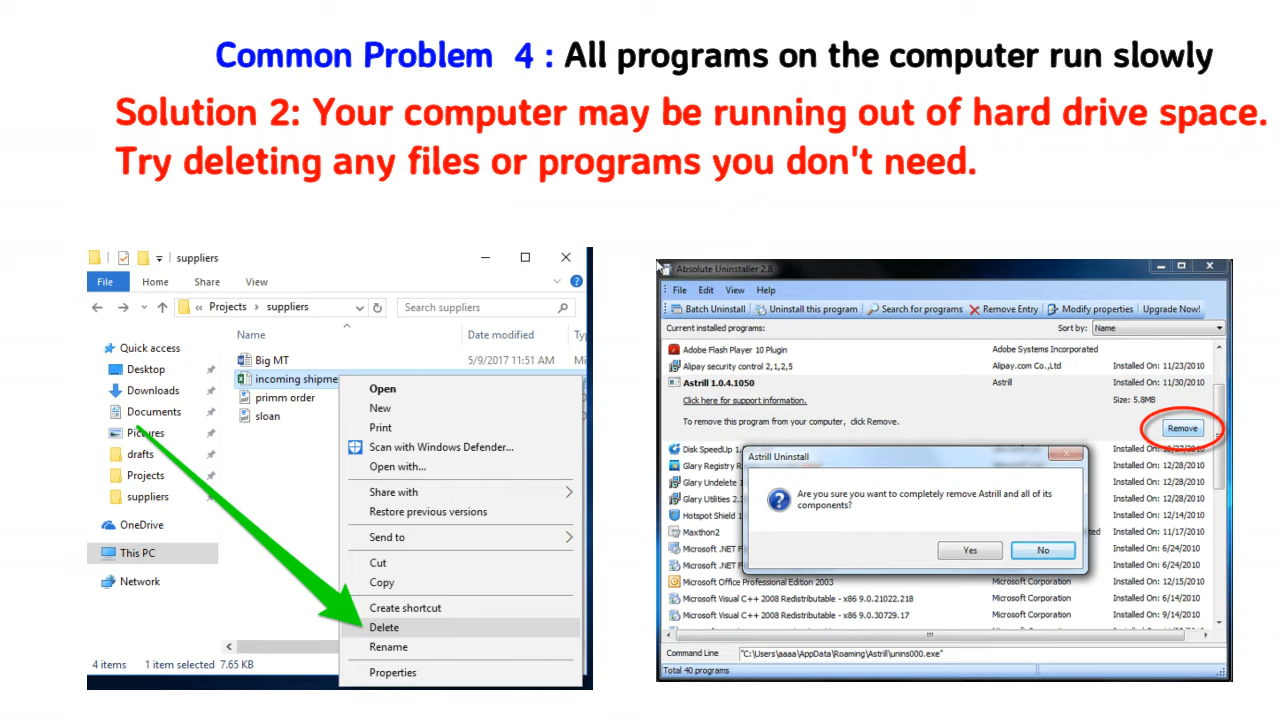 Common Problem 4 : All programs on the computer run slowly
Solution 2: Your computer may be running out of hard drive space.
Try deleting any files or programs you don't need.
suppliers
File Home Share View
« Projects > suppliers
Search suppliers
Name Date modified Ty
Quick access
Desktop
Downloads
Documents
Pictures
drafts
Projects
suppliers
OneDrive
This PC
Network
Big MT 5/9/2017 11:51 AM Mi
incoming shipme
primm order
sloan
Open
New
Print
Scan with Windows Defender...
Open with...
Share with
Restore previous versions
Send to
Cut
Copy
Create shortcut
Delete
Rename
Properties
4 items 1 item selected 7.65 KB
Absolute Uninstaller 2.8
File Edit View Help
Batch Uninstall Uninstall this program Search for programs Remove Entry Modify properties Upgrade Now!
Current installed programs: Sort by: Name
Adobe Flash Player 10 Plugin Adobe Systems Incorporated
Alipay security control 2,1,2,5 Alipay.com Co.,Ltd Installed On: 11/23/2010
Astrill 1.0.4.1050 Astrill Installed On: 11/30/2010
Click here for support information. Size: 5.8MB
To remove this program from your computer, click Remove. Remove
Disk SpeedUp 1. Installed On: 10/27/2010
Glary Registry R Installed On: 12/28/2010
Glary Undelete 1 Installed On: 12/28/2010
Glary Utilities 2.3 Installed On: 12/28/2010
Hotspot Shield 1 Installed On: 12/14/2010
Maxthon2 Installed On: 11/17/2010
Microsoft .NET F Installed On: 6/24/2010
Microsoft .NET F Installed On: 6/24/2010
Microsoft Office Professional Edition 2003 Microsoft Corporation Installed On: 12/15/2010
Microsoft Visual C++ 2008 Redistributable - x86 9.0.21022.218 Microsoft Corporation Installed On: 6/14/2010
Microsoft Visual C++ 2008 Redistributable - x86 9.0.30729.17 Microsoft Corporation Installed On: 9/14/2010
Astrill Uninstall
Are you sure you want to completely remove Astrill and all of its
components?
Yes No
Command Line "C:\Users\aaaa\AppData\Roaming\Astrill\unins000.exe"
Total 40 programs